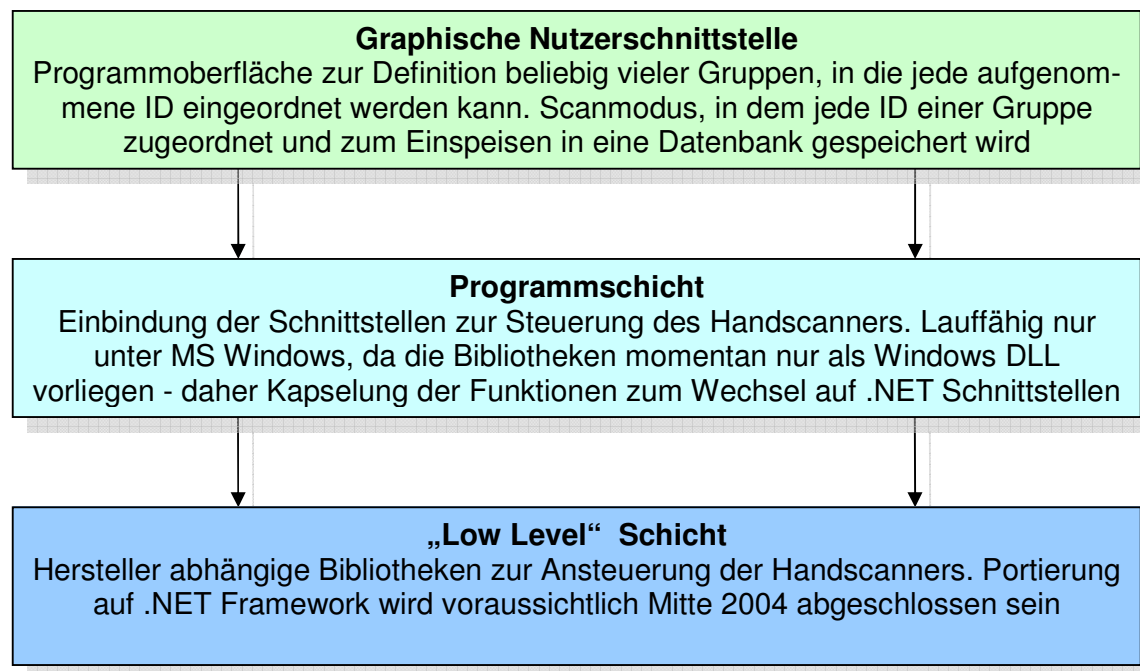 Graphische Nutzerschnittstelle
Programmoberfläche zur Definition beliebig vieler Gruppen, in die jede aufgenom-
mene ID eingeordnet werden kann. Scanmodus, in dem jede ID einer Gruppe
zugeordnet und zum Einspeisen in eine Datenbank gespeichert wird
Programmschicht
Einbindung der Schnittstellen zur Steuerung des Handscanners. Lauffähig nur
unter MS Windows, da die Bibliotheken momentan nur als Windows DLL
vorliegen - daher Kapselung der Funktionen zum Wechsel auf .NET Schnittstellen
„Low Level“ Schicht
Hersteller abhängige Bibliotheken zur Ansteuerung der Handscanners. Portierung
auf .NET Framework wird voraussichtlich Mitte 2004 abgeschlossen sein